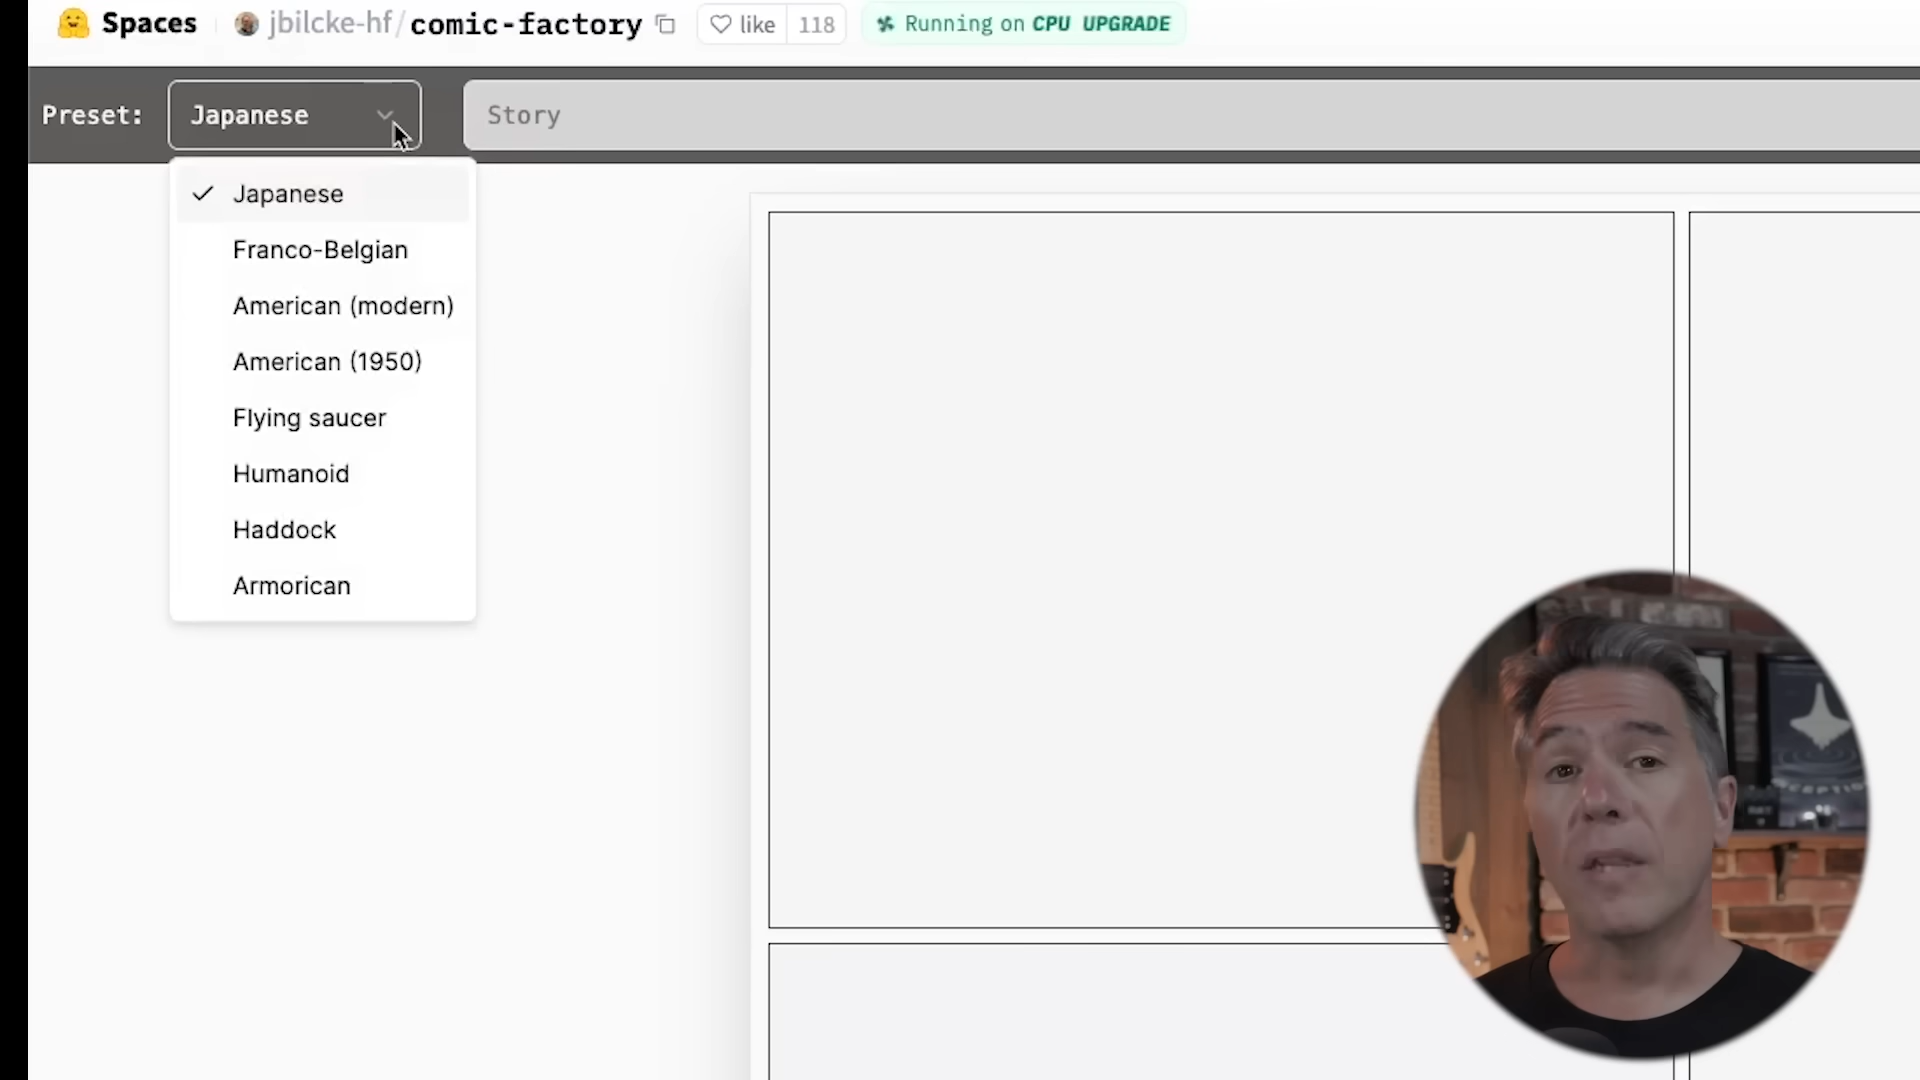 Spaces jbilcke-hf/comic-factory like 118 Running on CPU UPGRADE
Preset: Japanese Story
Japanese
Franco-Belgian
American (modern)
American (1950)
Flying saucer
Humanoid
Haddock
Armorican